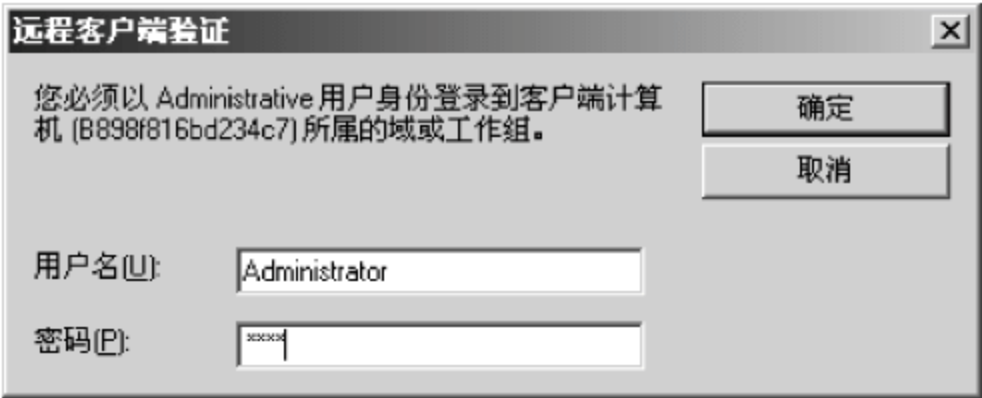 远程客户端验证
您必须以 Administrative 用户身份登录到客户端计算
机 (B898f816bd234c7) 所属的域或工作组。
确定
取消
用户名(U):
Administrator
密码(P):
****